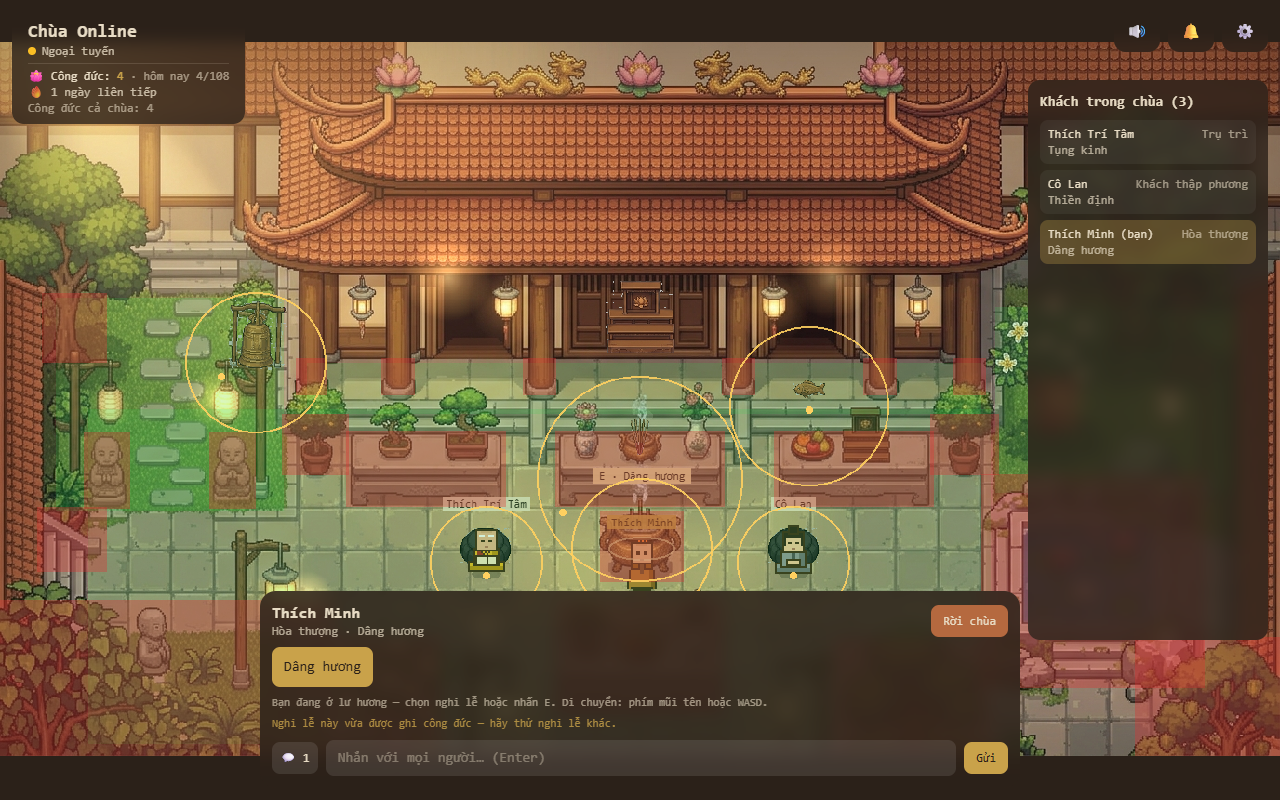 Chùa Online
Ngoại tuyến
Công đức: 4 · hôm nay 4/108
1 ngày liên tiếp
Công đức cả chùa: 4
Khách trong chùa (3)
Thích Trí Tâm Trụ trì
Tụng kinh
Cô Lan Khách thập phương
Thiền định
Thích Minh (bạn) Hòa thượng
Dâng hương
E · Dâng hương
Thích Trí Tâm
Cô Lan
Thích Minh
Thích Minh
Hòa thượng · Dâng hương
Rời chùa
Dâng hương
Bạn đang ở lư hương — chọn nghi lễ hoặc nhấn E. Di chuyển: phím mũi tên hoặc WASD.
Nghi lễ này vừa được ghi công đức — hãy thử nghi lễ khác.
1
Nhắn với mọi người… (Enter)
Gửi